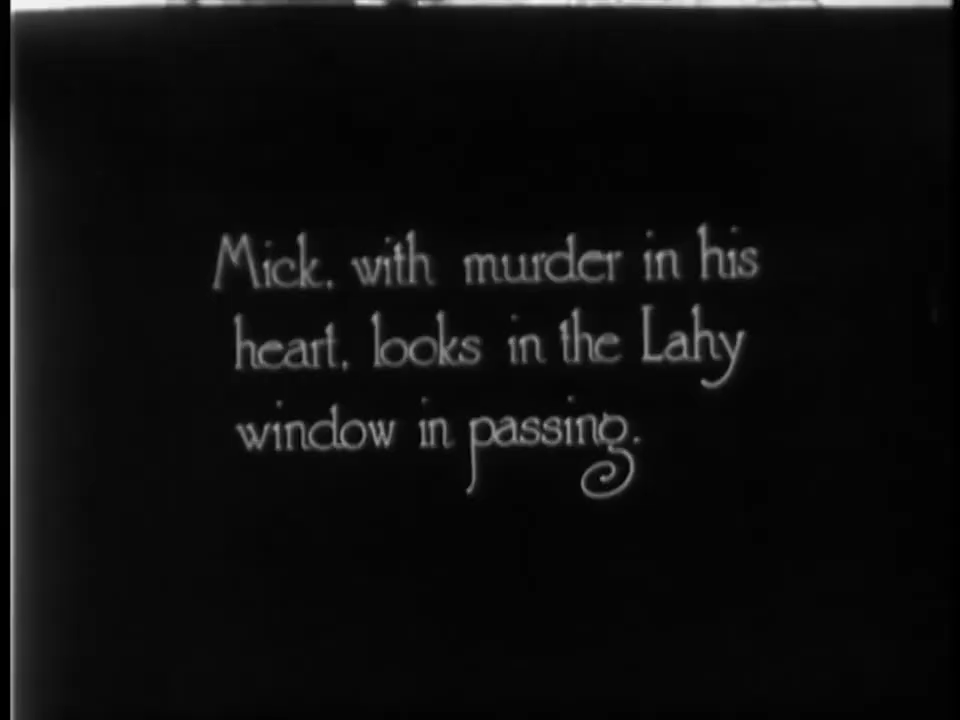 Mick, with murder in his
heart, looks in the Lahy
window in passing.